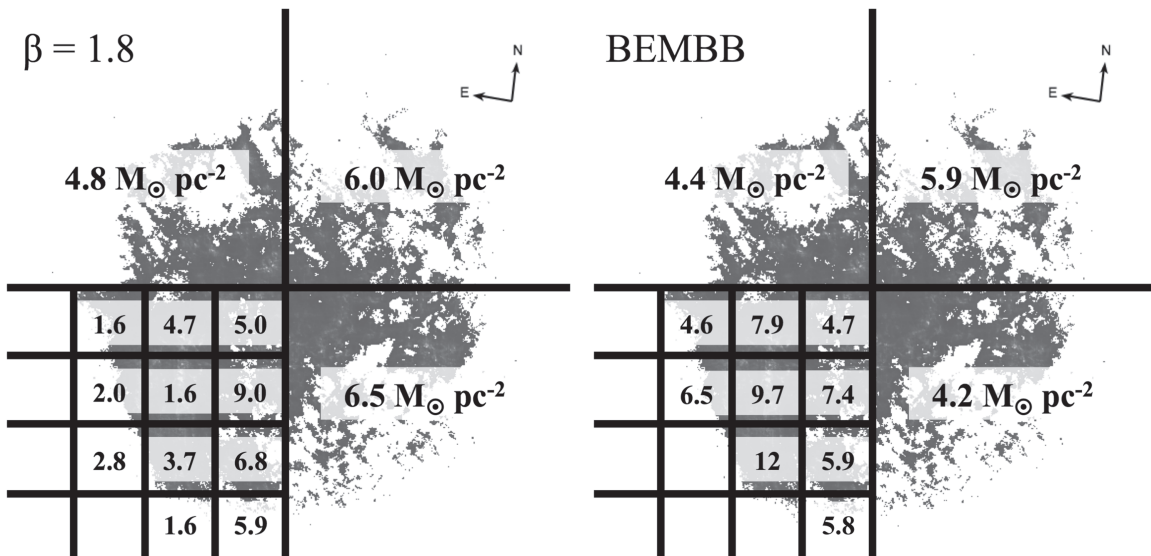 β = 1.8
N
E
4.8 M☉ pc⁻²
6.0 M☉ pc⁻²
1.6 4.7 5.0
2.0 1.6 9.0
6.5 M☉ pc⁻²
2.8 3.7 6.8
1.6 5.9
BEMBB
N
E
4.4 M☉ pc⁻²
5.9 M☉ pc⁻²
4.6 7.9 4.7
6.5 9.7 7.4
4.2 M☉ pc⁻²
12 5.9
5.8